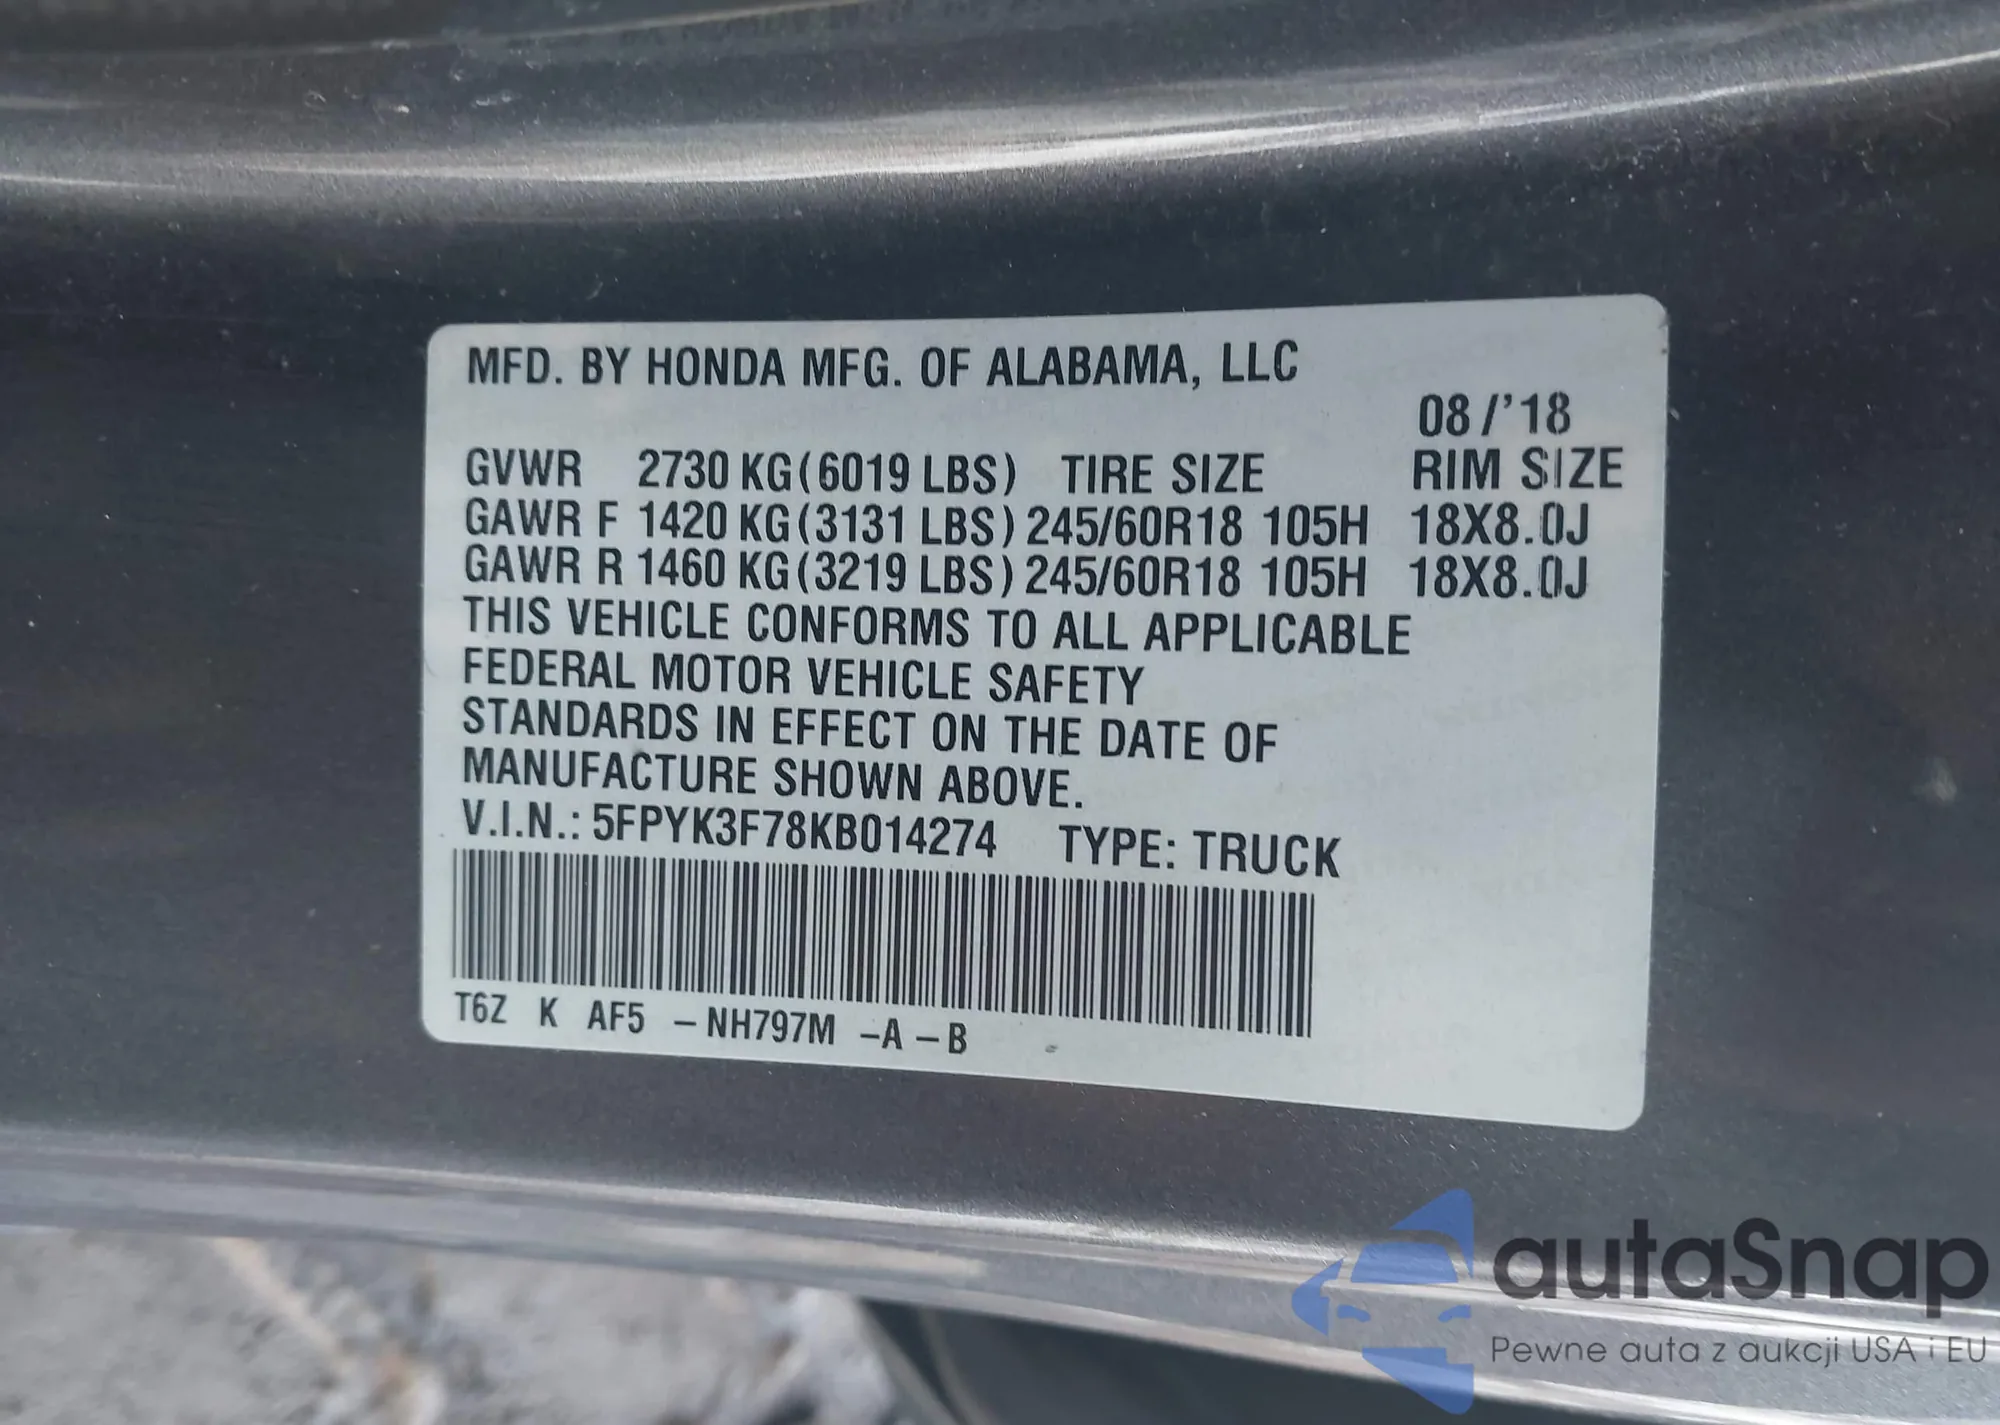 MFD. BY HONDA MFG. OF ALABAMA, LLC
08/'18
GVWR 2730 KG(6019 LBS) TIRE SIZE RIM SIZE
GAWR F 1420 KG(3131 LBS) 245/60R18 105H 18X8.0J
GAWR R 1460 KG(3219 LBS) 245/60R18 105H 18X8.0J
THIS VEHICLE CONFORMS TO ALL APPLICABLE
FEDERAL MOTOR VEHICLE SAFETY
STANDARDS IN EFFECT ON THE DATE OF
MANUFACTURE SHOWN ABOVE.
V.I.N.: 5FPYK3F78KB014274 TYPE: TRUCK
T6Z K AF5 -NH797M -A-B
autaSnap
Pewne auta z aukcji USA i EU